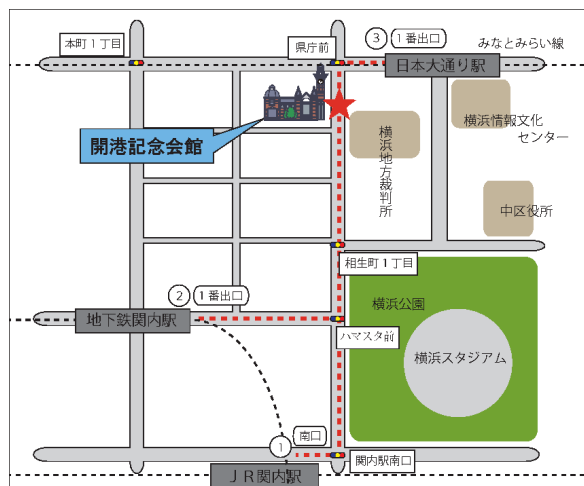 本町1丁目
県庁前
③
1番出口
みなとみらい線
日本大通り駅
開港記念会館
横浜地方裁判所
横浜情報文化
センター
中区役所
相生町1丁目
②
1番出口
地下鉄関内駅
横浜公園
ハマスタ前
横浜スタジアム
①
南口
関内駅南口
JR関内駅